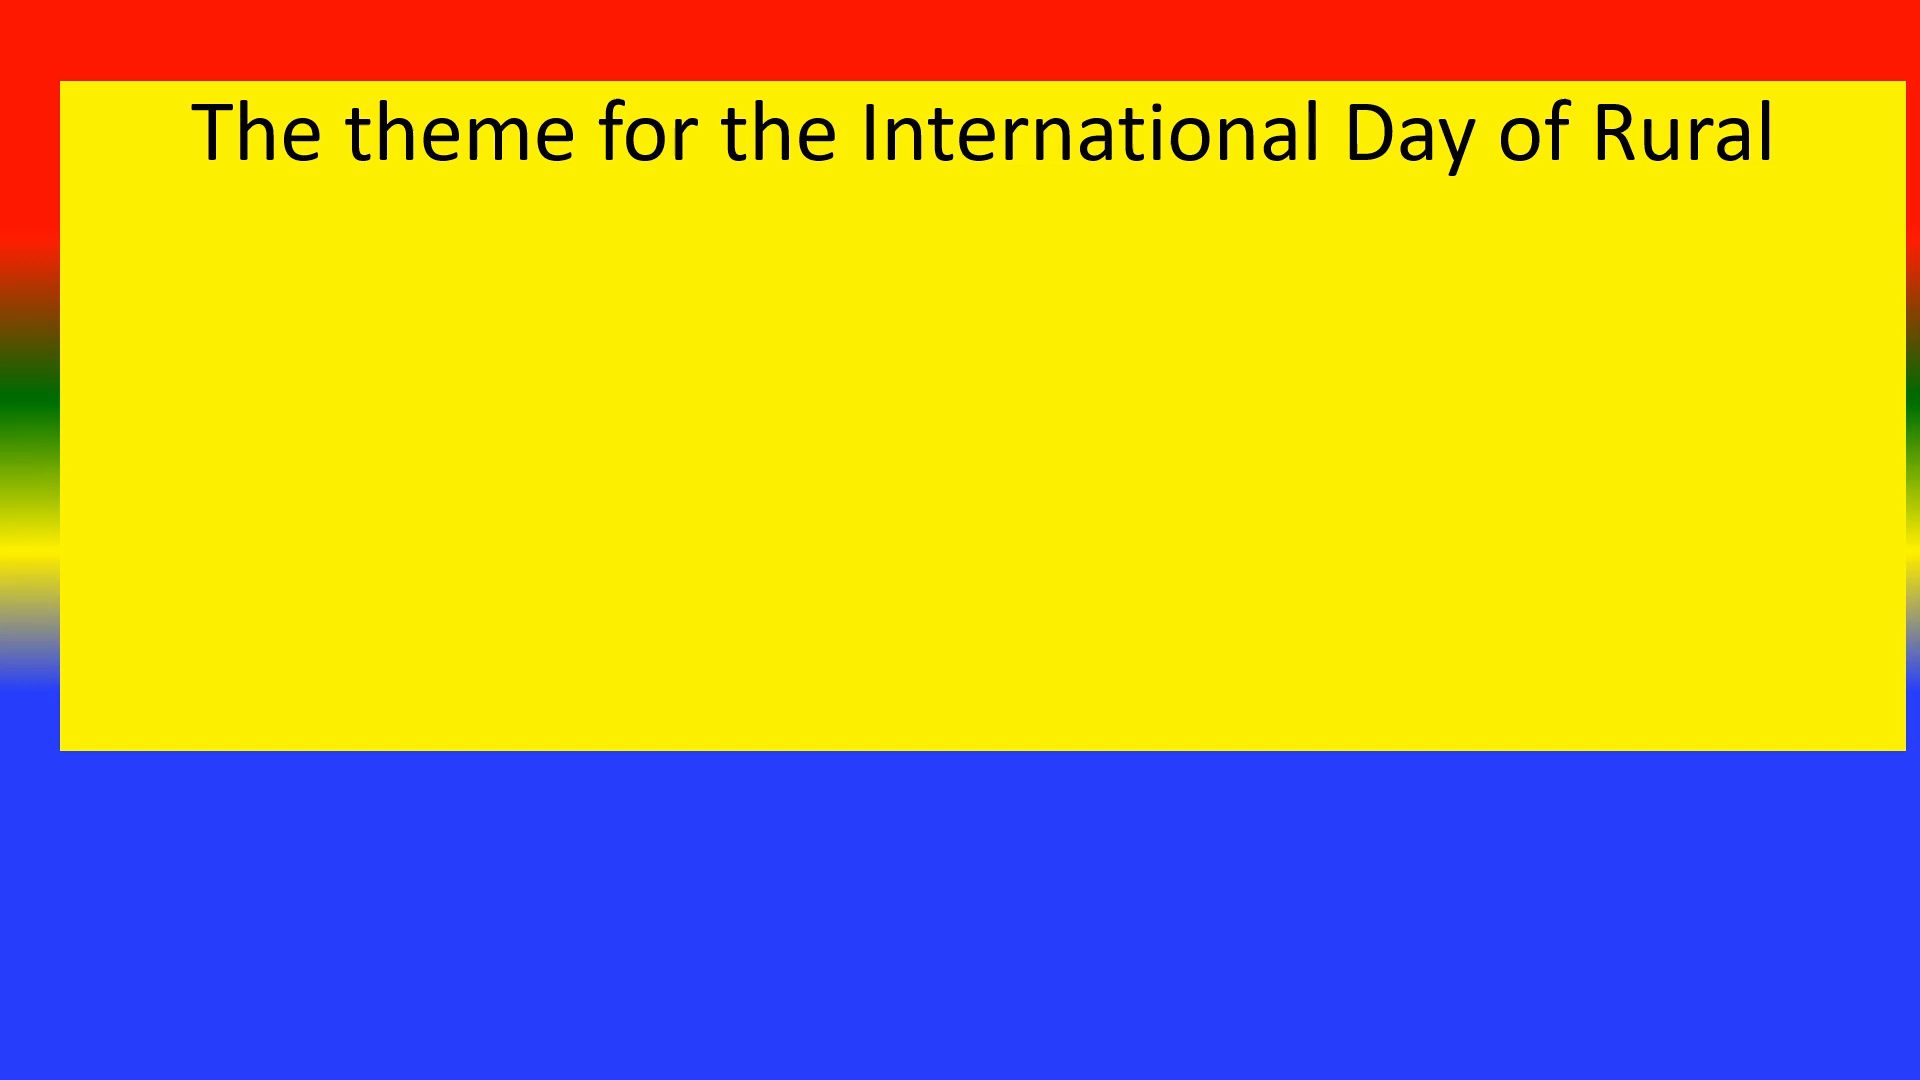 The theme for the International Day of Rural